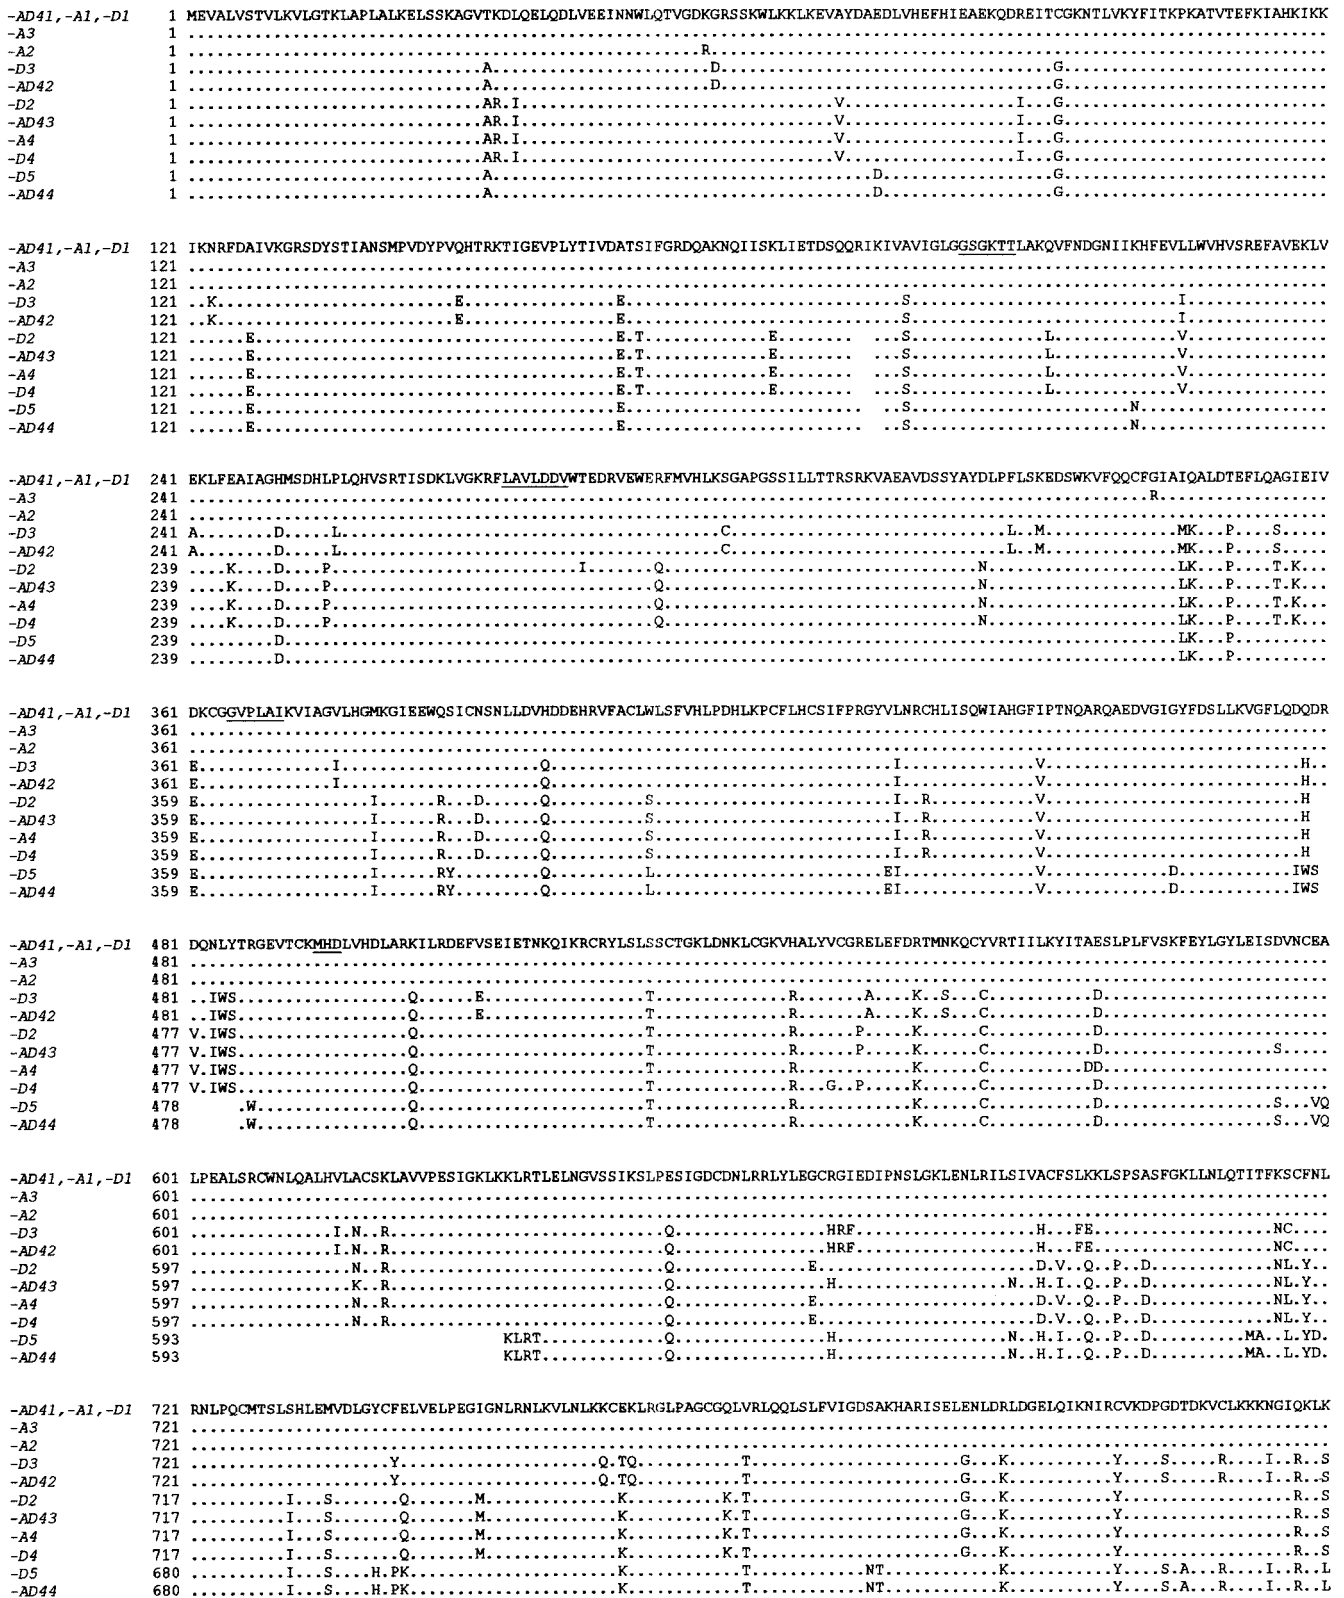 -AD41,-A1,-D1 1 MEVALVSTVLKVLGTKLAPLALKELSSKAGVTKDLQELQDLVEEINNWLQTVGDKGRSSKWLKKLKEVAYDAEDLVHEFHIEAEKQDREITCGKNTLVKYFITKPKATVTEFKIAHKIKK
-A3 1 ........................................................................................................................
-A2 1 ......................................................R.................................................................
-D3 1 ...............................A.......................D...................................G............................
-AD42 1 ...............................A.......................D...................................G............................
-D2 1 ...............................AR.I.................................V..................I...G............................
-AD43 1 ...............................AR.I.................................V..................I...G............................
-A4 1 ...............................AR.I.................................V..................I...G............................
-D4 1 ...............................AR.I.................................V..................I...G............................
-D5 1 ...............................A........................................D..................G............................
-AD44 1 ...............................A........................................D..................G............................
-AD41,-A1,-D1 121 IKNRFDAIVKGRSDYSTIANSMPVDYPVQHTRKTIGEVPLYTIVDATSIFGRDQAKNQIISKLIETDSQQRIKIVAVIGLGGSGKTTLAKQVFNDGNIIKHFEVLLWVHVSREFAVEKLV
-A3 121 ........................................................................................................................
-A2 121 ........................................................................................................................
-D3 121 ..K..........................E................E.............................S............................I..............
-AD42 121 ..K..........................E................E.............................S............................I..............
-D2 121 ......E.......................................E.T.............E........  ...S..............L.............V...............
-AD43 121 ......E.......................................E.T.............E........  ...S..............L.............V...............
-A4 121 ......E.......................................E.T.............E........  ...S..............L.............V...............
-D4 121 ......E.......................................E.T.............E........  ...S..............L.............V...............
-D5 121 ......E.......................................E.........................  ..S.......................N....................
-AD44 121 ......E.......................................E.........................  ..S.......................N....................
-AD41,-A1,-D1 241 EKLFEAIAGHMSDHLPLQHVSRTISDKLVGKRFLAVLDDVWTEDRVEWERFMVHLKSGAPGSSILLTTRSRKVAEAVDSSYAYDLPFLSKEDSWKVFQQCFGIAIQALDTEFLQAGIEIV
-A3 241 .....................................................................................................R..................
-A2 241 ........................................................................................................................
-D3 241 A........D.....L........................................C.............................L..M..............MK...P....S.....
-AD42 241 A........D.....L........................................C.............................L..M..............MK...P....S.....
-D2 239 ....K....D....P..........................I.......Q.................................N....................LK...P....T.K...
-AD43 239 ....K....D....P..................................Q.................................N....................LK...P....T.K...
-A4 239 ....K....D....P..................................Q.................................N....................LK...P....T.K...
-D4 239 ....K....D....P..................................Q.................................N....................LK...P....T.K...
-D5 239 .........D..............................................................................................LK...P..........
-AD44 239 .........D..............................................................................................LK...P..........
-AD41,-A1,-D1 361 DKCGGVPLAIKVIAGVLHGMKGIEEWQSICNSNLLDVHDDEHRVFACLWLSFVHLPDHLKPCFLHCSIFPRGYVLNRCHLISQWIAHGFIPTNQARQAEDVGIGYFDSLLKVGFLQDQDR
-A3 361 ........................................................................................................................
-A2 361 ........................................................................................................................
-D3 361 E..............I.....................Q....................................I..............V...........................H..
-AD42 361 E..............I.....................Q....................................I..............V...........................H..
-D2 359 E..................I......R...D......Q..........S.........................I..R...........V...........................H..
-AD43 359 E..................I......R...D......Q..........S.........................I..R...........V...........................H..
-A4 359 E..................I......R...D......Q..........S.........................I..R...........V...........................H..
-D4 359 E..................I......R...D......Q..........S.........................I..R...........V...........................H..
-D5 359 E..................I......RY.........Q..........L........................EI..............V.............D............IWS
-AD44 359 E..................I......RY.........Q..........L........................EI..............V.............D............IWS
-AD41,-A1,-D1 481 DQNLYTRGEVTCKMHDLVHDLARKILRDEFVSEIETNKQIKRCRYLSLSSCTGKLDNKLCGKVHALYVCGRELEFDRTMNKQCYVRTIILKYITAESLPLFVSKFEYLGYLEISDVNCEA
-A3 481 ........................................................................................................................
-A2 481 ........................................................................................................................
-D3 481 ..IWS..................Q......E.................T..............R.......A....K..S...C...........D........................
-AD42 481 ..IWS..................Q......E.................T..............R.......A....K..S...C...........D........................
-D2 477 V.IWS..................Q........................T..............R......P.....K......C...........D........................
-AD43 477 V.IWS..................Q........................T..............R......P.....K......C...........D..................S.....
-A4 477 V.IWS..................Q........................T..............R......P.....K......C..........DD........................
-D4 477 V.IWS..................Q........................T..............R...G..P.....K......C...........D........................
-D5 478 .W................Q........................T..............R............K......C...........D..................S...VQ
-AD44 478 .W................Q........................T..............R............K......C...........D..................S...VQ
-AD41,-A1,-D1 601 LPEALSRCWNLQALHVLACSKLAVVPESIGKLKKLRTLELNGVSSIKSLPESIGDCDNLRRLYLEGCRGIEDIPNSLGKLENLRILSIVACFSLKKLSPSASFGKLLNLQTITFKSCFNL
-A3 601 ........................................................................................................................
-A2 601 ........................................................................................................................
-D3 601 ...............I.N..R.............................Q................HRF...................H...FE...................NC...
-AD42 601 ...............I.N..R.............................Q................HRF...................H...FE...................NC...
-D2 597 .................N..R.............................Q..............E.......................D.V..Q..P..D.............NL.Y.
-AD43 597 .................K..R.............................Q................H..................N..H.I..Q..P..D.............NL.Y.
-A4 597 .................N..R.............................Q..............E.......................D.V..Q..P..D.............NL.Y.
-D4 597 .................N..R.............................Q..............E.......................D.V..Q..P..D.............NL.Y.
-D5 593 KLRT.............Q................H..................N..H.I..Q..P..D..........MA..L.YD.
-AD44 593 KLRT.............Q................H..................N..H.I..Q..P..D..........MA..L.YD.
-AD41,-A1,-D1 721 RNLPQCMTSLSHLEMVDLGYCFELVELPEGIGNLRNLKVLNLKKCEKLRGLPAGCGQLVRLQQLSLFVIGDSAKHARISELENLDRLDGELQIKNIRCVKDPGDTDKVCLKKKNGIQKLK
-A3 721 ........................................................................................................................
-A2 721 ........................................................................................................................
-D3 721 .....................Y.....................Q.TQ...........T......................G...K...........Y....S.....R....I..R..S
-AD42 721 .....................Y.....................Q.TQ...........T......................G...K...........Y....S.....R....I..R..S
-D2 717 ..........I...S.......Q.......M..............K..........K.T......................G...K...........Y..................R..S
-AD43 717 ..........I...S.......Q.......M..............K..........K.T......................G...K...........Y..................R..S
-A4 717 ..........I...S.......Q.......M..............K..........K.T......................G...K...........Y..................R..S
-D4 717 ..........I...S.......Q.......M..............K..........K.T......................G...K...........Y..................R..S
-D5 680 ..........I...S....H.PK......................K............T............NT............K...........Y....S.A...R....I..R..L
-AD44 680 ..........I...S....H.PK......................K............T............NT............K...........Y....S.A...R....I..R..L